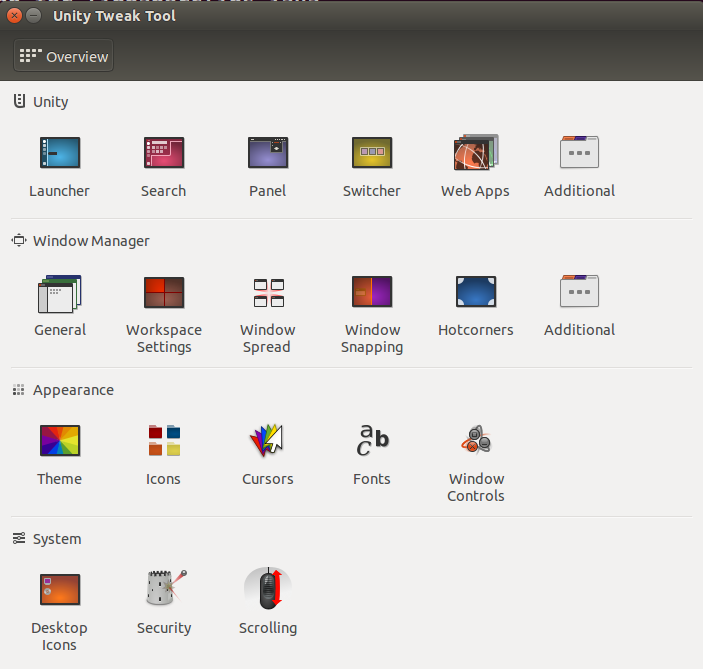 Unity Tweak Tool
Overview
Unity
Launcher Search Panel Switcher Web Apps Additional
Window Manager
General Workspace Window Window Hotcorners Additional
Settings Spread Snapping
Appearance
Theme Icons Cursors Fonts Window
Controls
System
Desktop Security Scrolling
Icons